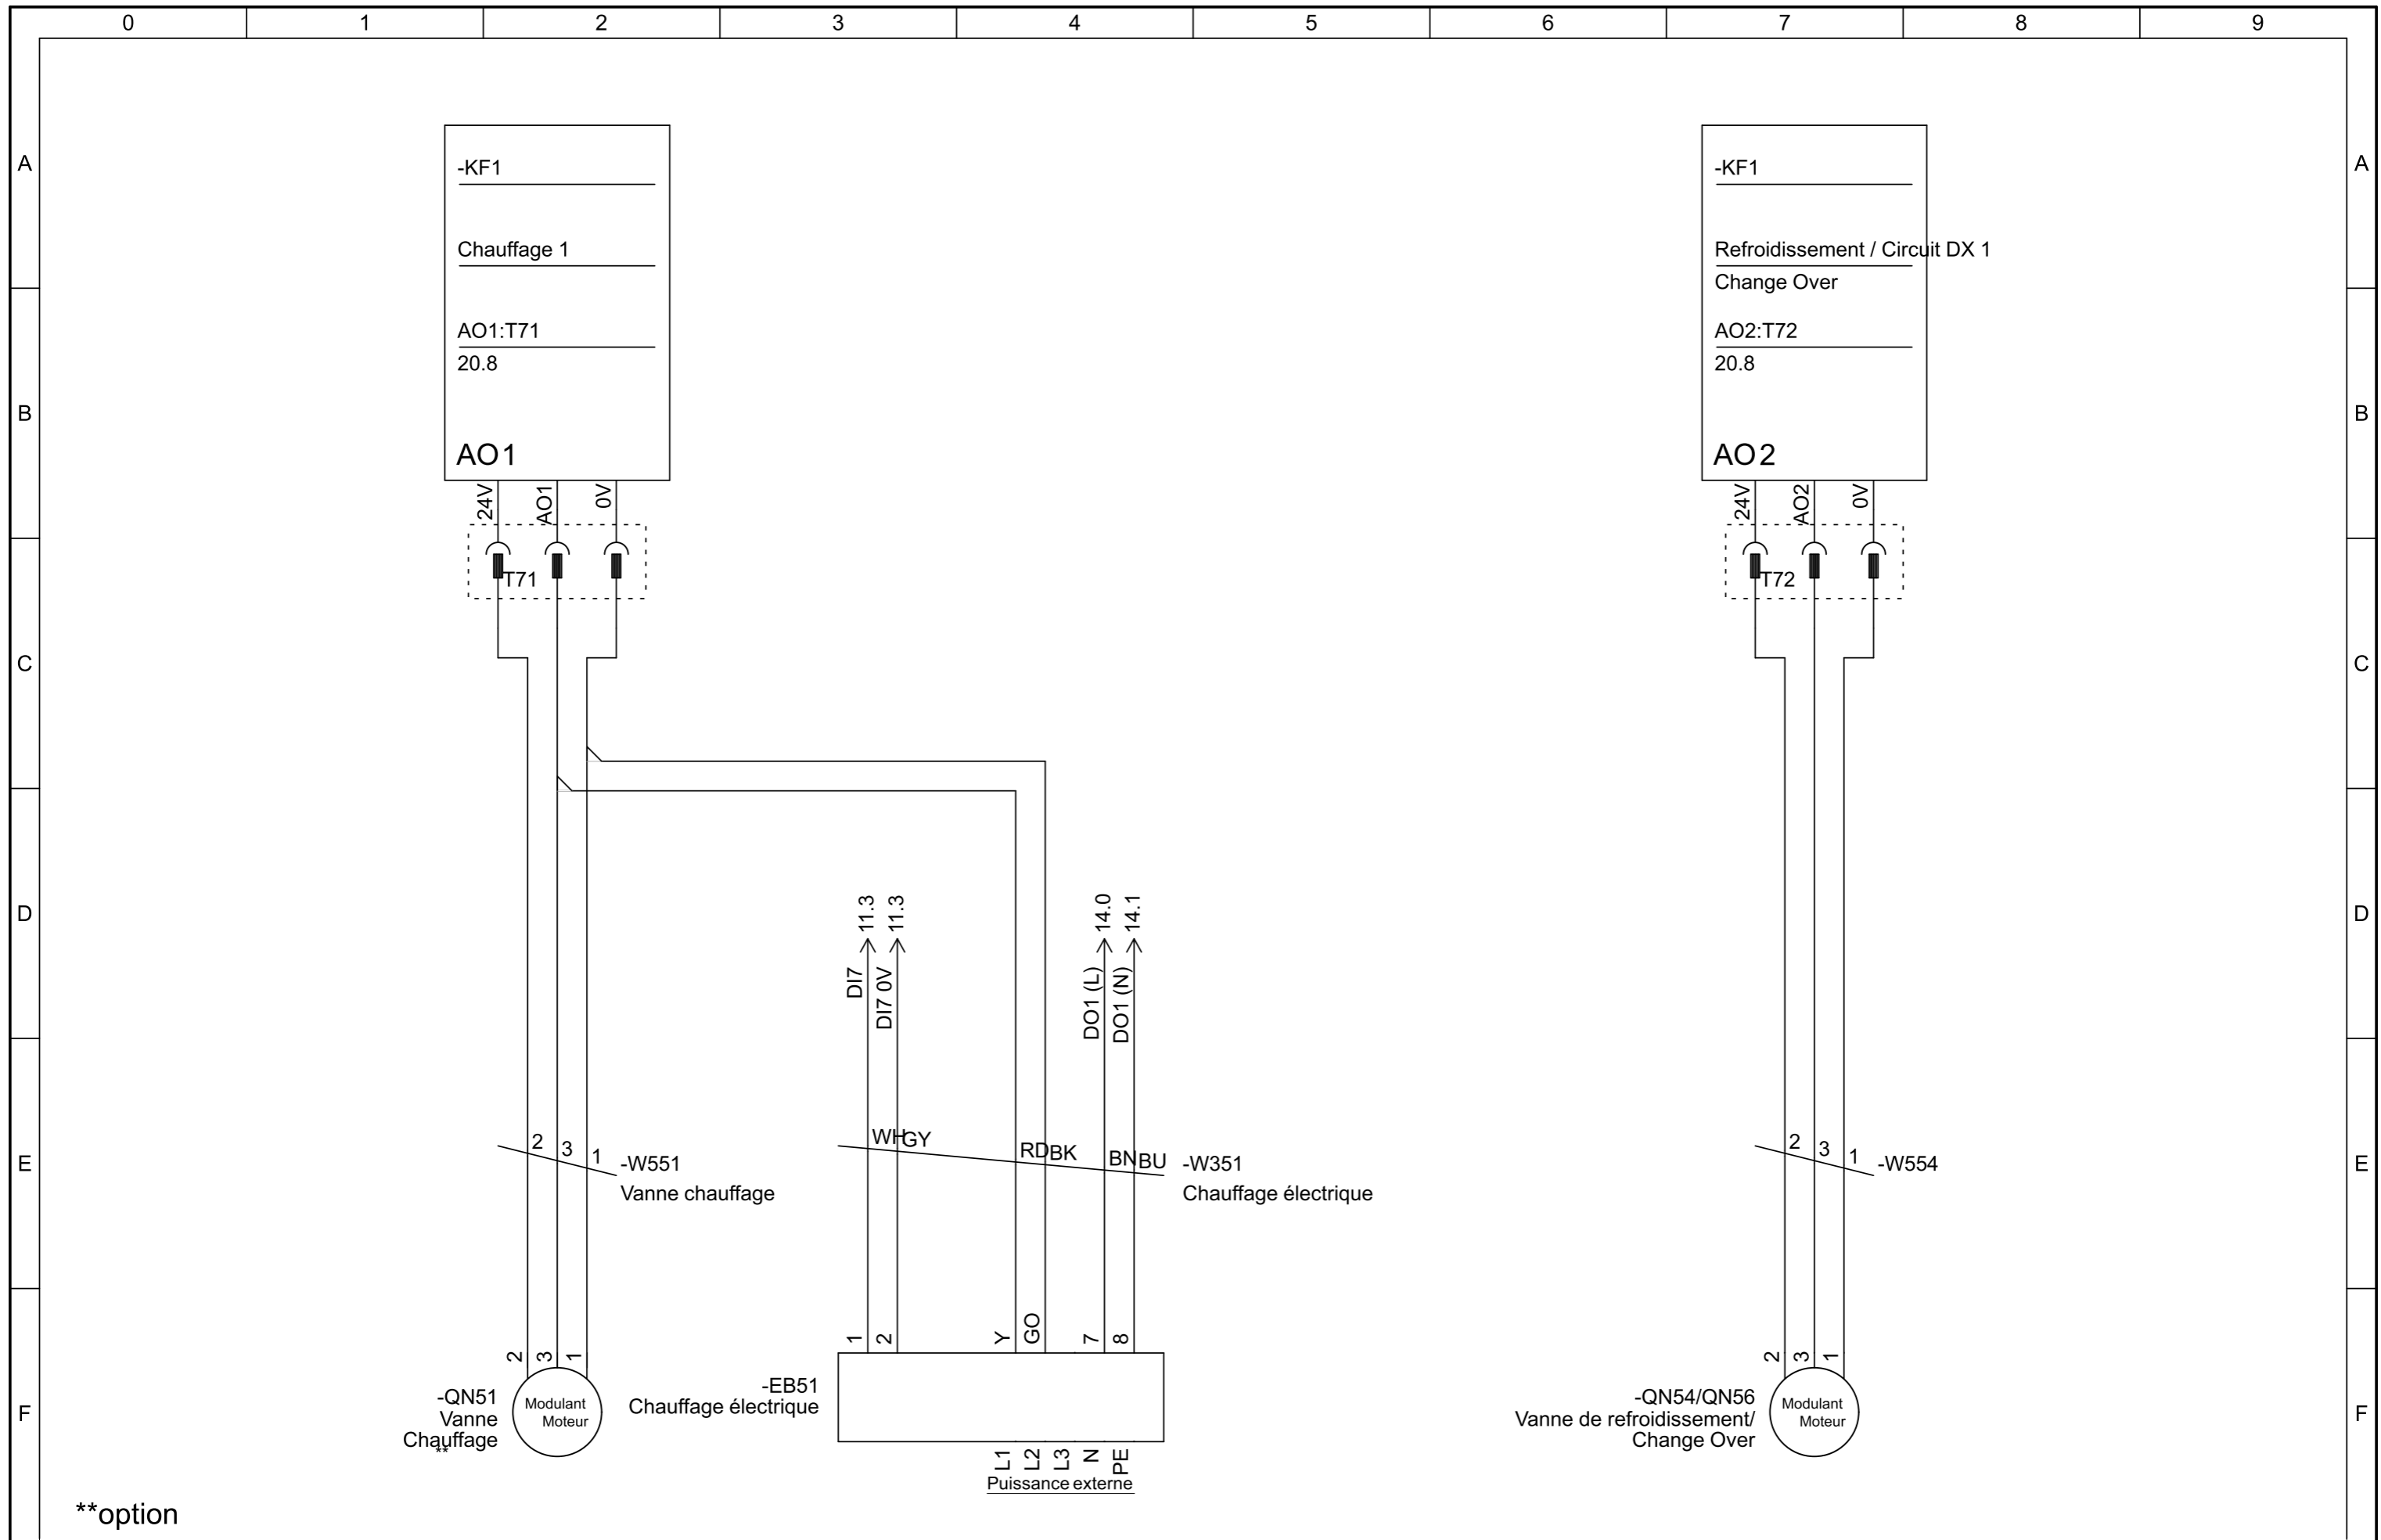 0 1 2 3 4 5 6 7 8 9
A
A
-KF1
Chauffage 1
AO1:T71
20.8
AO1
24V
AO1
0V
T71
-KF1
Refroidissement / Circuit DX 1
Change Over
AO2:T72
20.8
AO2
24V
AO2
0V
T72
B
B
C
C
D
D
11.3
11.3
14.0
14.1
DI7
DI7 0V
DO1 (L)
DO1 (N)
E
E
2 3 1
-W551
Vanne chauffage
WH GY RD BK BN BU
-W351
Chauffage électrique
2 3 1
-W554
F
F
2 3 1
-QN51
Vanne
Chauffage
**
Modulant
Moteur
1 2 Y GO 7 8
-EB51
Chauffage électrique
L1 L2 L3 N PE
Puissance externe
2 3 1
-QN54/QN56
Vanne de refroidissement/
Change Over
Modulant
Moteur
**option